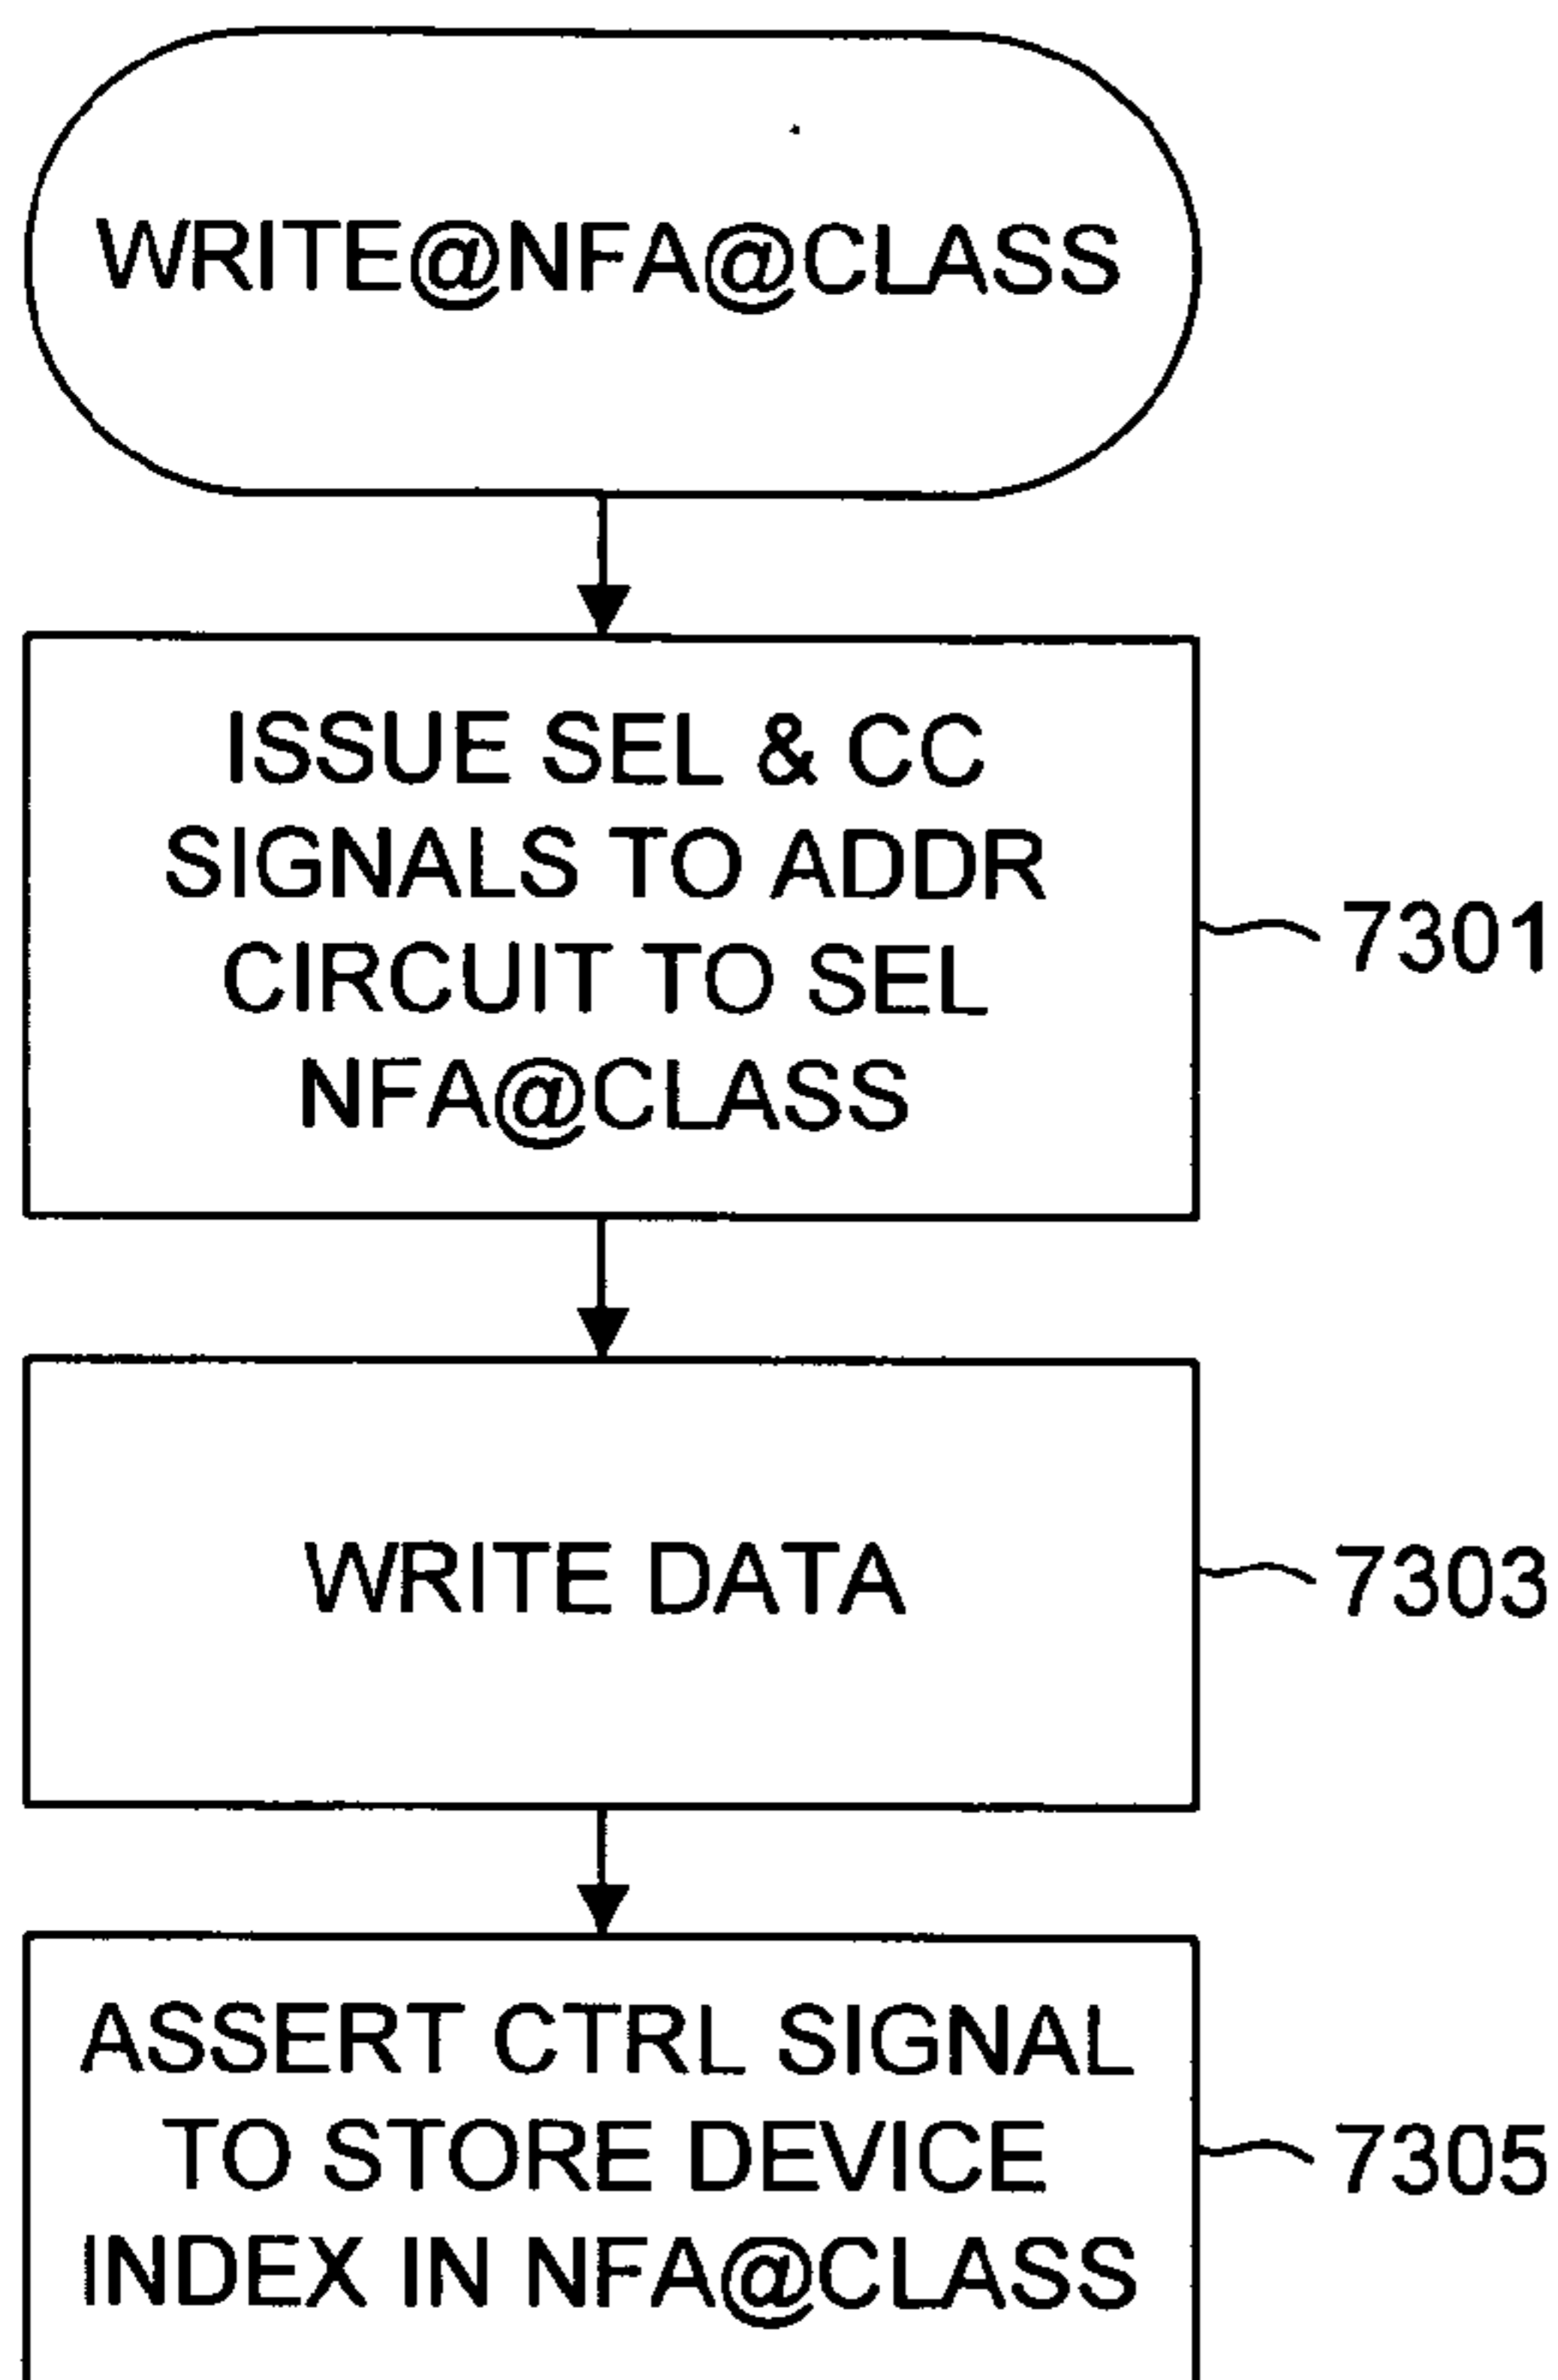 WRITE@NFA@CLASS
ISSUE SEL & CC
SIGNALS TO ADDR
CIRCUIT TO SEL
NFA@CLASS
7301
WRITE DATA
7303
ASSERT CTRL SIGNAL
TO STORE DEVICE
INDEX IN NFA@CLASS
7305